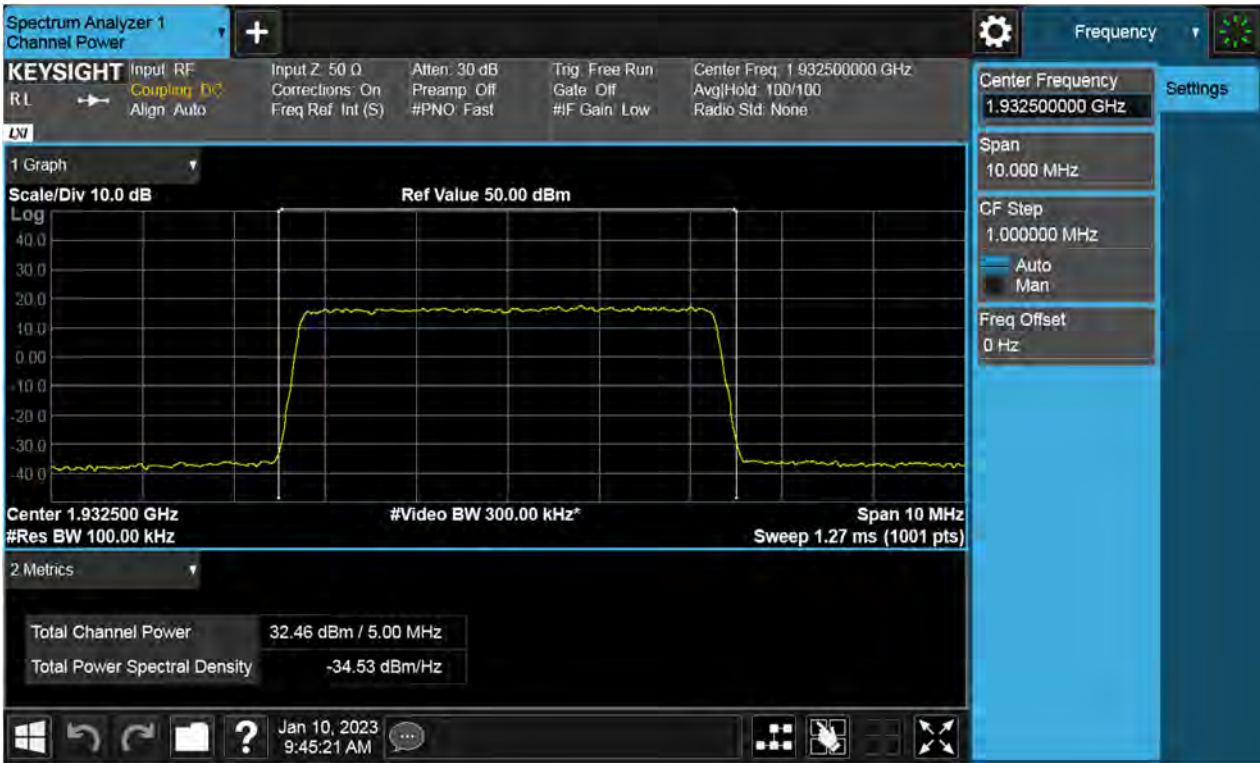 Spectrum Analyzer 1
Channel Power
+
Frequency
KEYSIGHT
RL
LXI
Input: RF
Coupling: DC
Align: Auto
Input Z: 50 Ω
Corrections: On
Freq Ref: Int (S)
Atten: 30 dB
Preamp: Off
#PNO: Fast
Trig: Free Run
Gate: Off
#IF Gain: Low
Center Freq: 1.932500000 GHz
Avg|Hold: 100/100
Radio Std: None
Center Frequency
1.932500000 GHz
Settings
Span
10.000 MHz
CF Step
1.000000 MHz
Auto
Man
Freq Offset
0 Hz
1 Graph
Scale/Div 10.0 dB
Ref Value 50.00 dBm
Log
40.0
30.0
20.0
10.0
0.00
-10.0
-20.0
-30.0
-40.0
Center 1.932500 GHz
#Video BW 300.00 kHz*
Span 10 MHz
#Res BW 100.00 kHz
Sweep 1.27 ms (1001 pts)
2 Metrics
Total Channel Power 32.46 dBm / 5.00 MHz
Total Power Spectral Density -34.53 dBm/Hz
?
Jan 10, 2023
9:45:21 AM